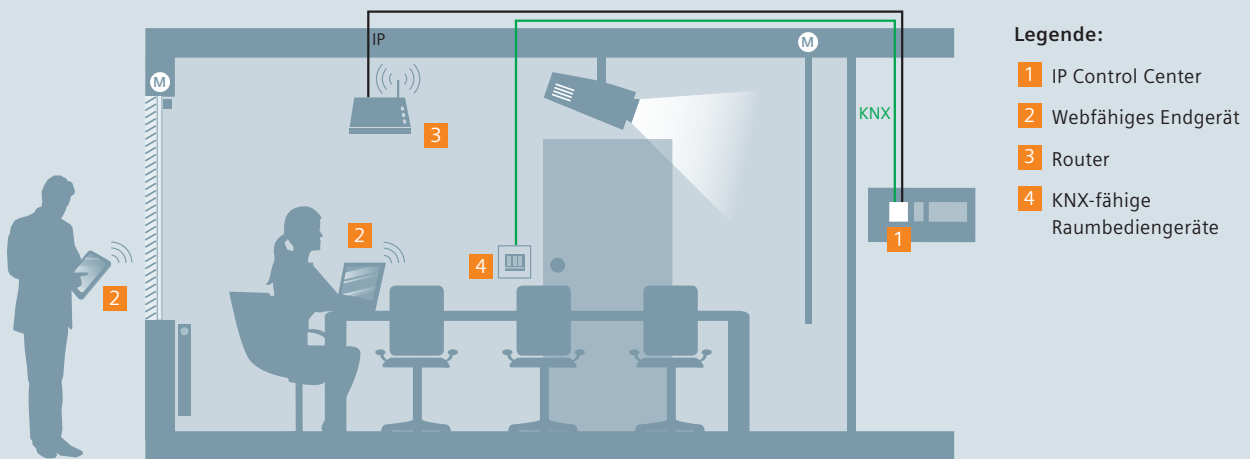 IP
M
M
KNX
3
2
2
4
1
Legende:
1 IP Control Center
2 Webfähiges Endgerät
3 Router
4 KNX-fähige
Raumbediengeräte